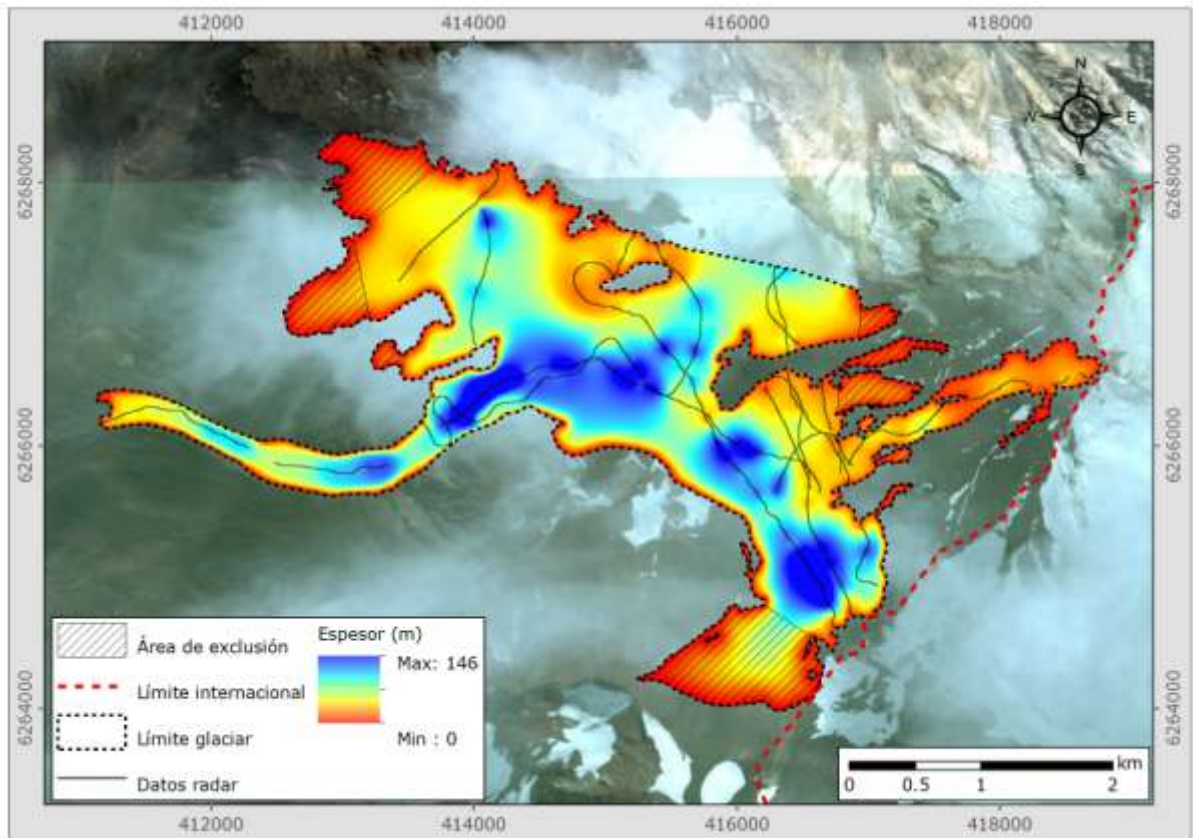 412000 414000 416000 418000
N
W E
S
6268000 6268000
6266000 6266000
6264000 6264000
Área de exclusión
Límite internacional
Límite glaciar
Datos radar
Espesor (m)
Max: 146
Min : 0
km
0 0.5 1 2
412000 414000 416000 418000